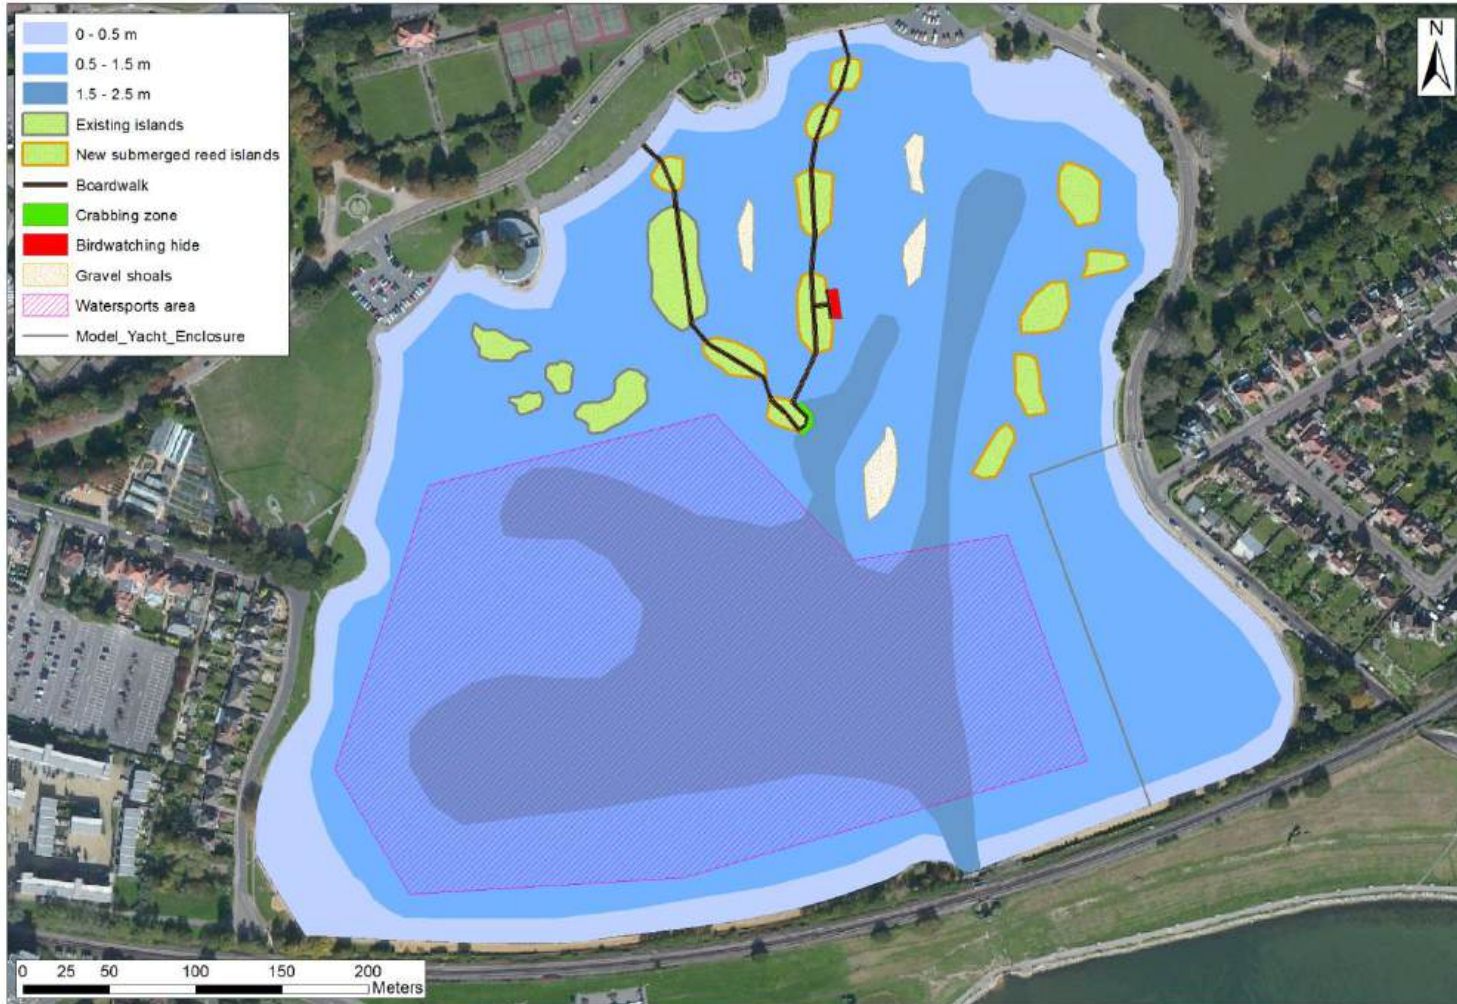 0 - 0.5 m
0.5 - 1.5 m
1.5 - 2.5 m
Existing islands
New submerged reed islands
Boardwalk
Crabbing zone
Birdwatching hide
Gravel shoals
Watersports area
Model_Yacht_Enclosure
N
0 25 50 100 150 200
Meters